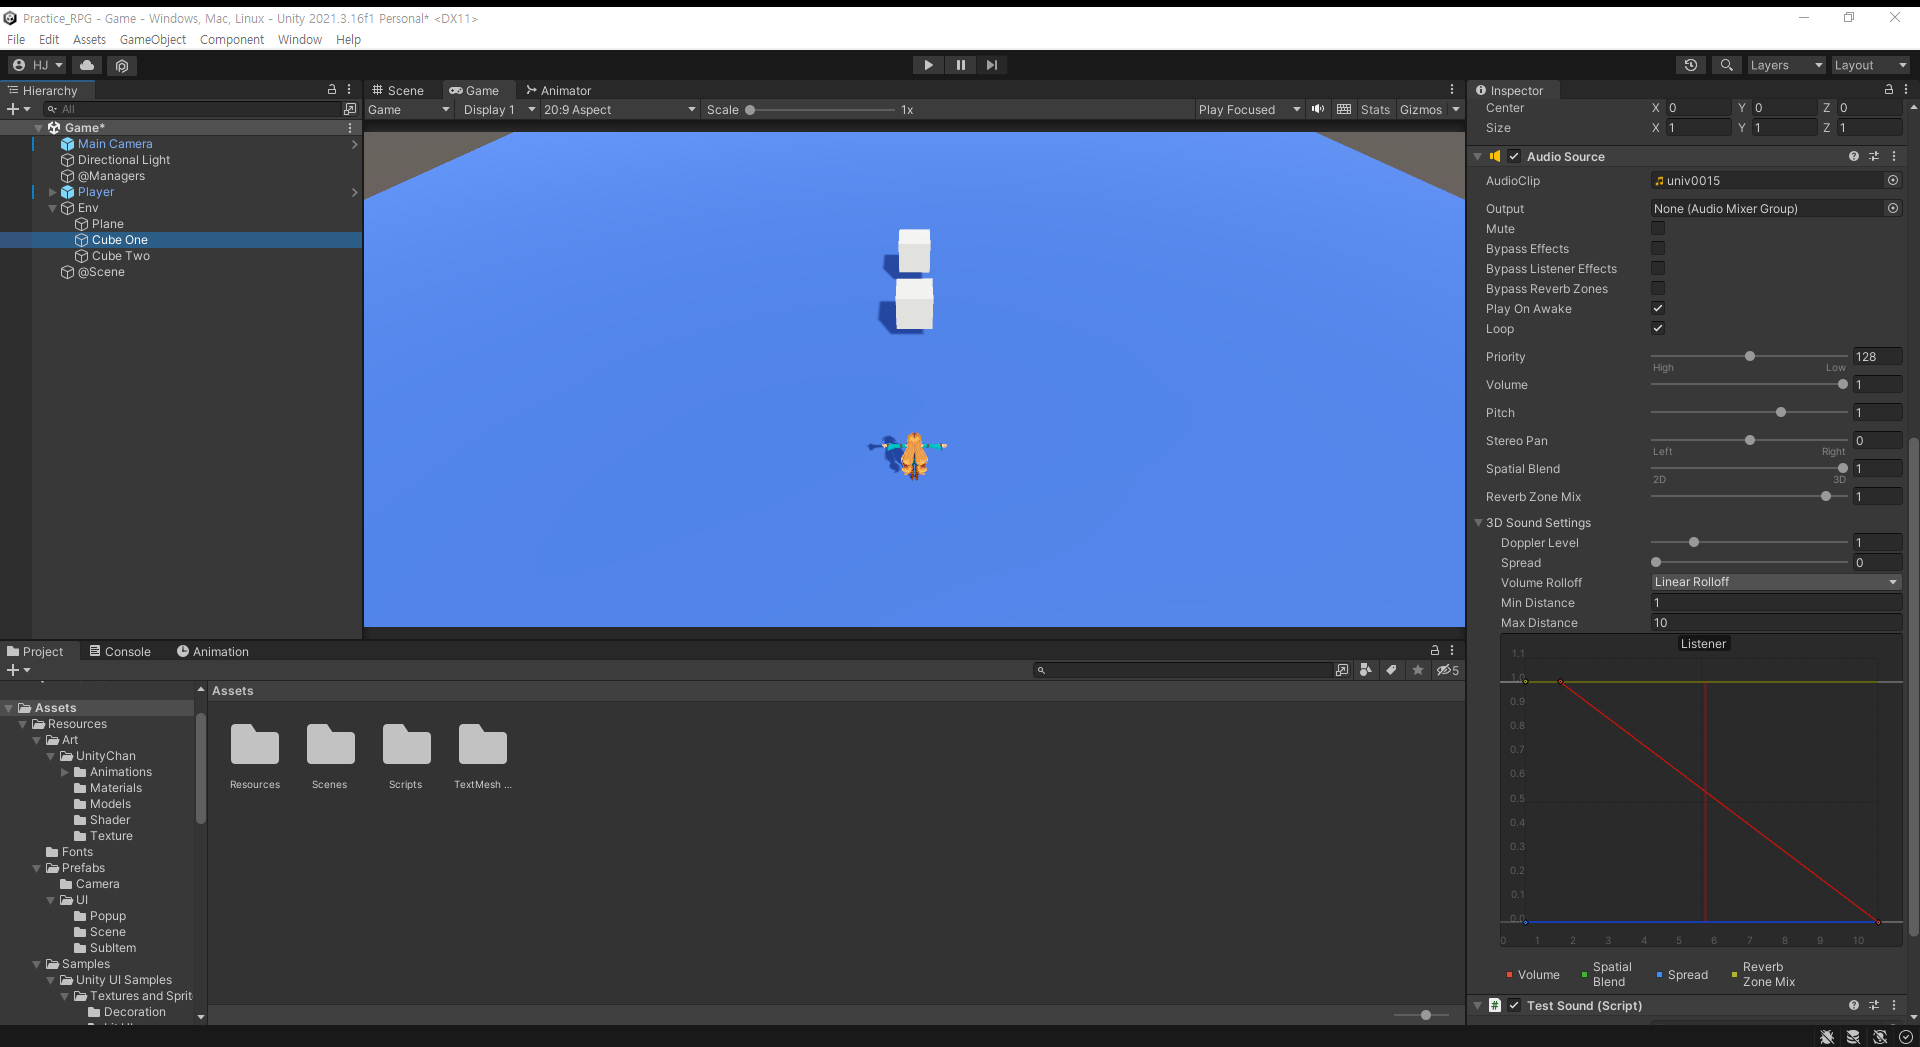 Practice_RPG - Game - Windows, Mac, Linux - Unity 2021.3.16f1 Personal* <DX11>
File Edit Assets GameObject Component Window Help
HJ
Layers Layout
Hierarchy
All
Game*
Main Camera
Directional Light
@Managers
Player
Env
Plane
Cube One
Cube Two
@Scene
Scene Game Animator
Game Display 1 20:9 Aspect Scale 1x Play Focused Stats Gizmos
Inspector
Center X 0 Y 0 Z 0
Size X 1 Y 1 Z 1
Audio Source
AudioClip univ0015
Output None (Audio Mixer Group)
Mute
Bypass Effects
Bypass Listener Effects
Bypass Reverb Zones
Play On Awake
Loop
Priority 128
High Low
Volume 1
Pitch 1
Stereo Pan 0
Left Right
Spatial Blend 1
2D 3D
Reverb Zone Mix 1
3D Sound Settings
Doppler Level 1
Spread 0
Volume Rolloff Linear Rolloff
Min Distance 1
Max Distance 10
Listener
1.1
1.0
0.9
0.8
0.7
0.6
0.5
0.4
0.3
0.2
0.1
0.0
0 1 2 3 4 5 6 7 8 9 10
Volume Spatial Blend Spread Reverb Zone Mix
# Test Sound (Script)
Project Console Animation
5
Assets
Resources
Art
UnityChan
Animations
Materials
Models
Shader
Texture
Fonts
Prefabs
Camera
UI
Popup
Scene
SubItem
Samples
Unity UI Samples
Textures and Sprit
Decoration
Assets
Resources Scenes Scripts TextMesh ...